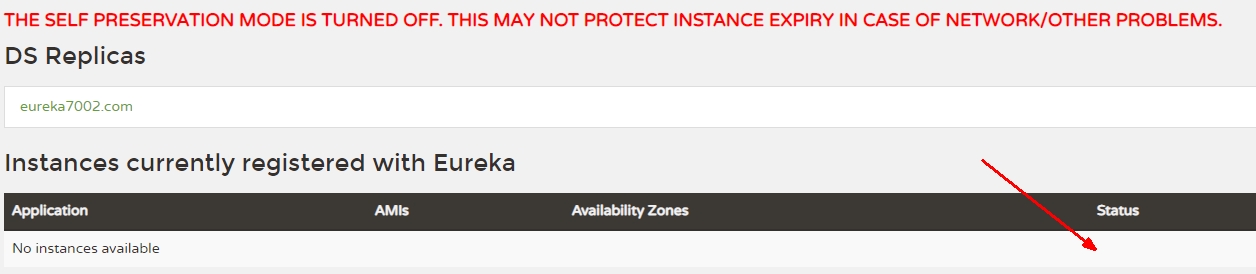 THE SELF PRESERVATION MODE IS TURNED OFF. THIS MAY NOT PROTECT INSTANCE EXPIRY IN CASE OF NETWORK/OTHER PROBLEMS.
DS Replicas
eureka7002.com
Instances currently registered with Eureka
Application AMIs Availability Zones Status
No instances available